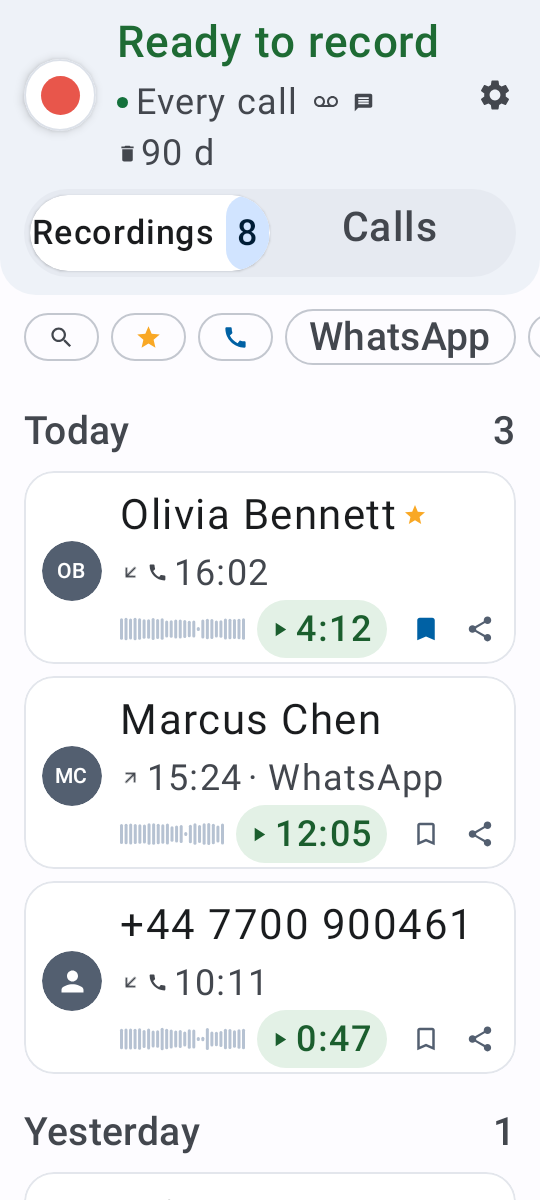 Ready to record
Every call
90 d
Recordings 8
Calls
WhatsApp
Today 3
Olivia Bennett
OB
16:02
4:12
Marcus Chen
MC
15:24 · WhatsApp
12:05
+44 7700 900461
10:11
0:47
Yesterday 1